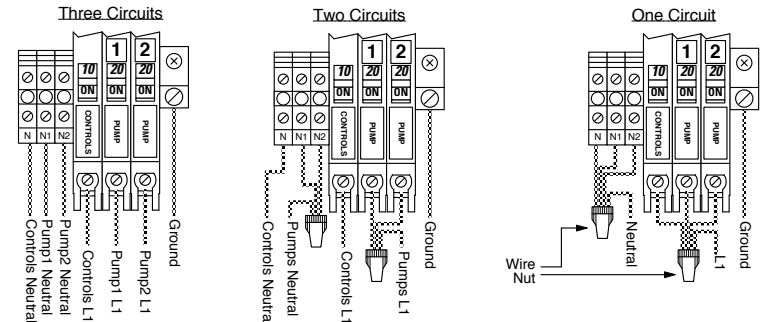 Three Circuits
1 2
10 20 20
ON ON ON
CONTROLS
PUMP
PUMP
N N1 N2
Controls Neutral
Pump1 Neutral
Pump2 Neutral
Controls L1
Pump1 L1
Pump2 L1
Ground
Two Circuits
1 2
10 20 20
ON ON ON
CONTROLS
PUMP
PUMP
N N1 N2
Controls Neutra
Pumps Neutral
Controls L1
Pumps L1
Ground
One Circuit
1 2
10 20 20
ON ON ON
CONTROLS
PUMP
PUMP
N N1 N2
Neutral
L1
Ground
Wire
Nut